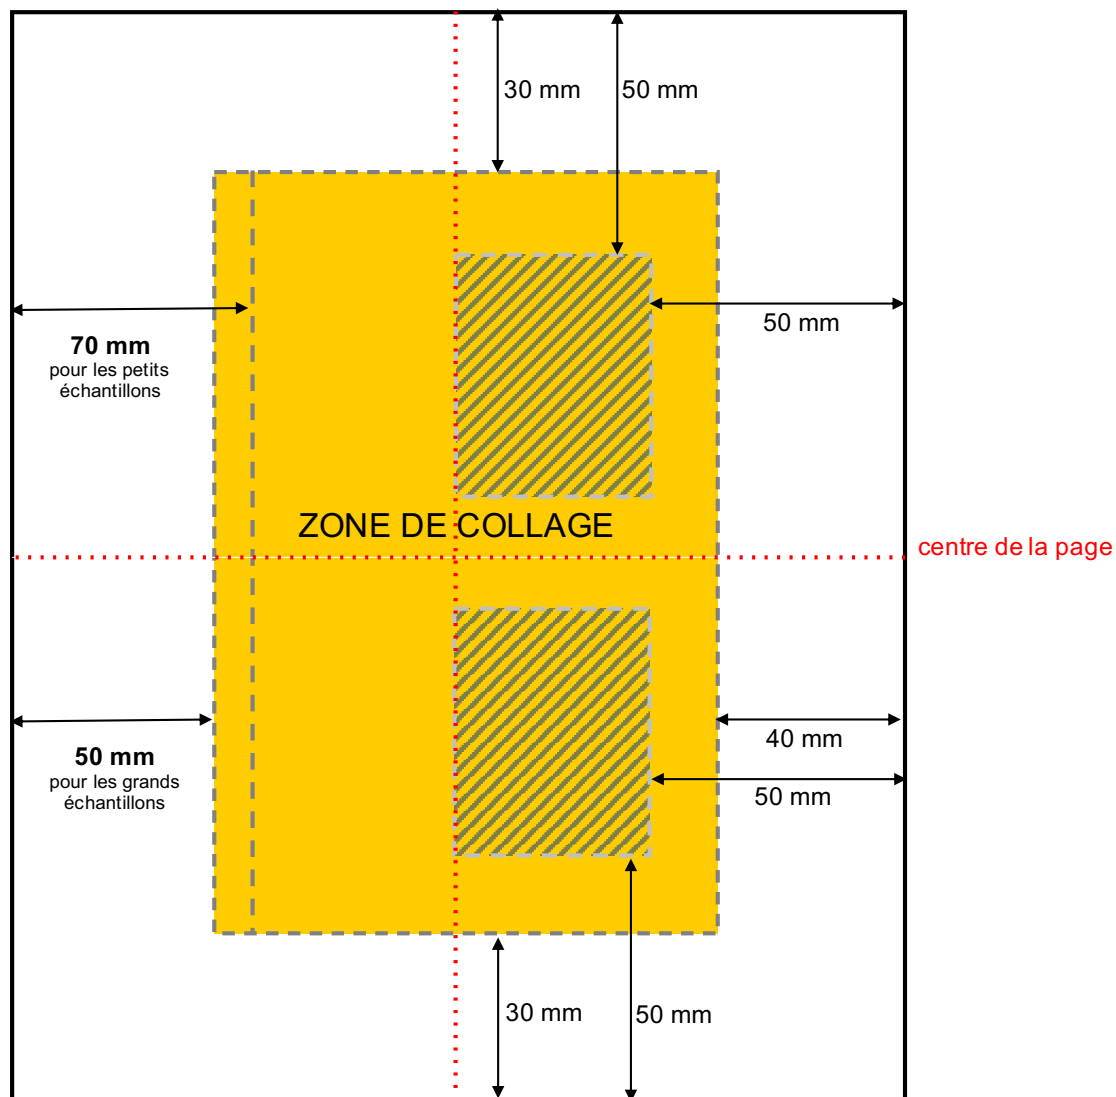 30 mm
50 mm
50 mm
70 mm
pour les petits
échantillons
ZONE DE COLLAGE
centre de la page
50 mm
pour les grands
échantillons
40 mm
50 mm
30 mm
50 mm